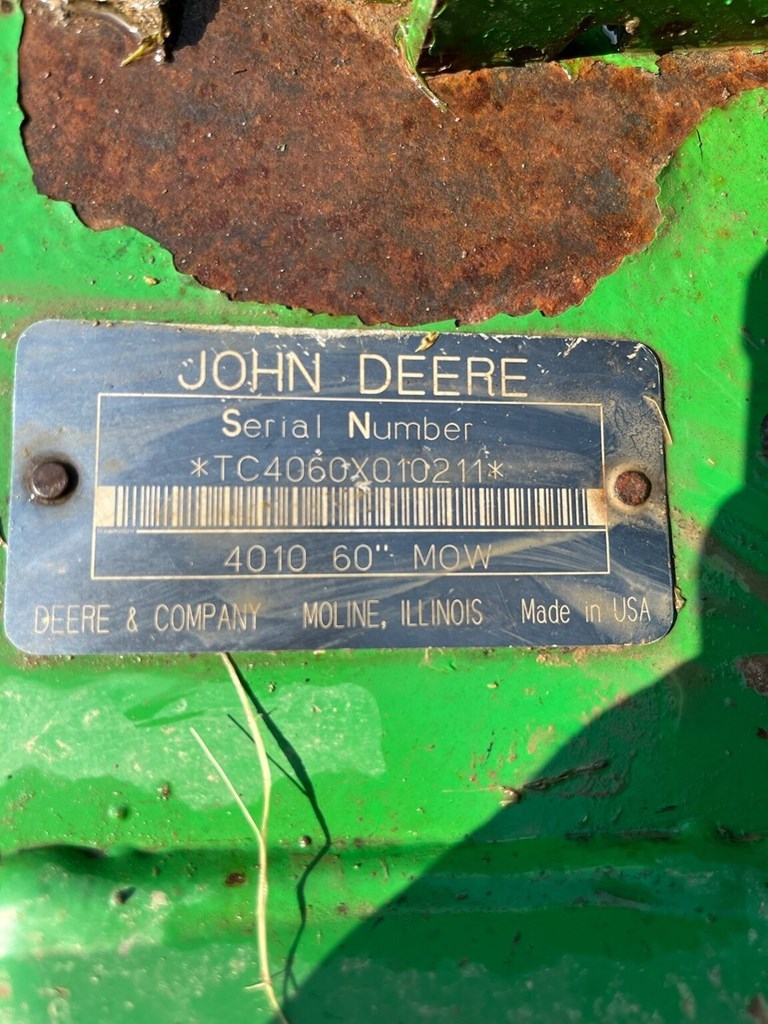 JOHN DEERE
Serial Number
*TC4060X010211*
4010 60" MOW
DEERE & COMPANY MOLINE, ILLINOIS Made in USA